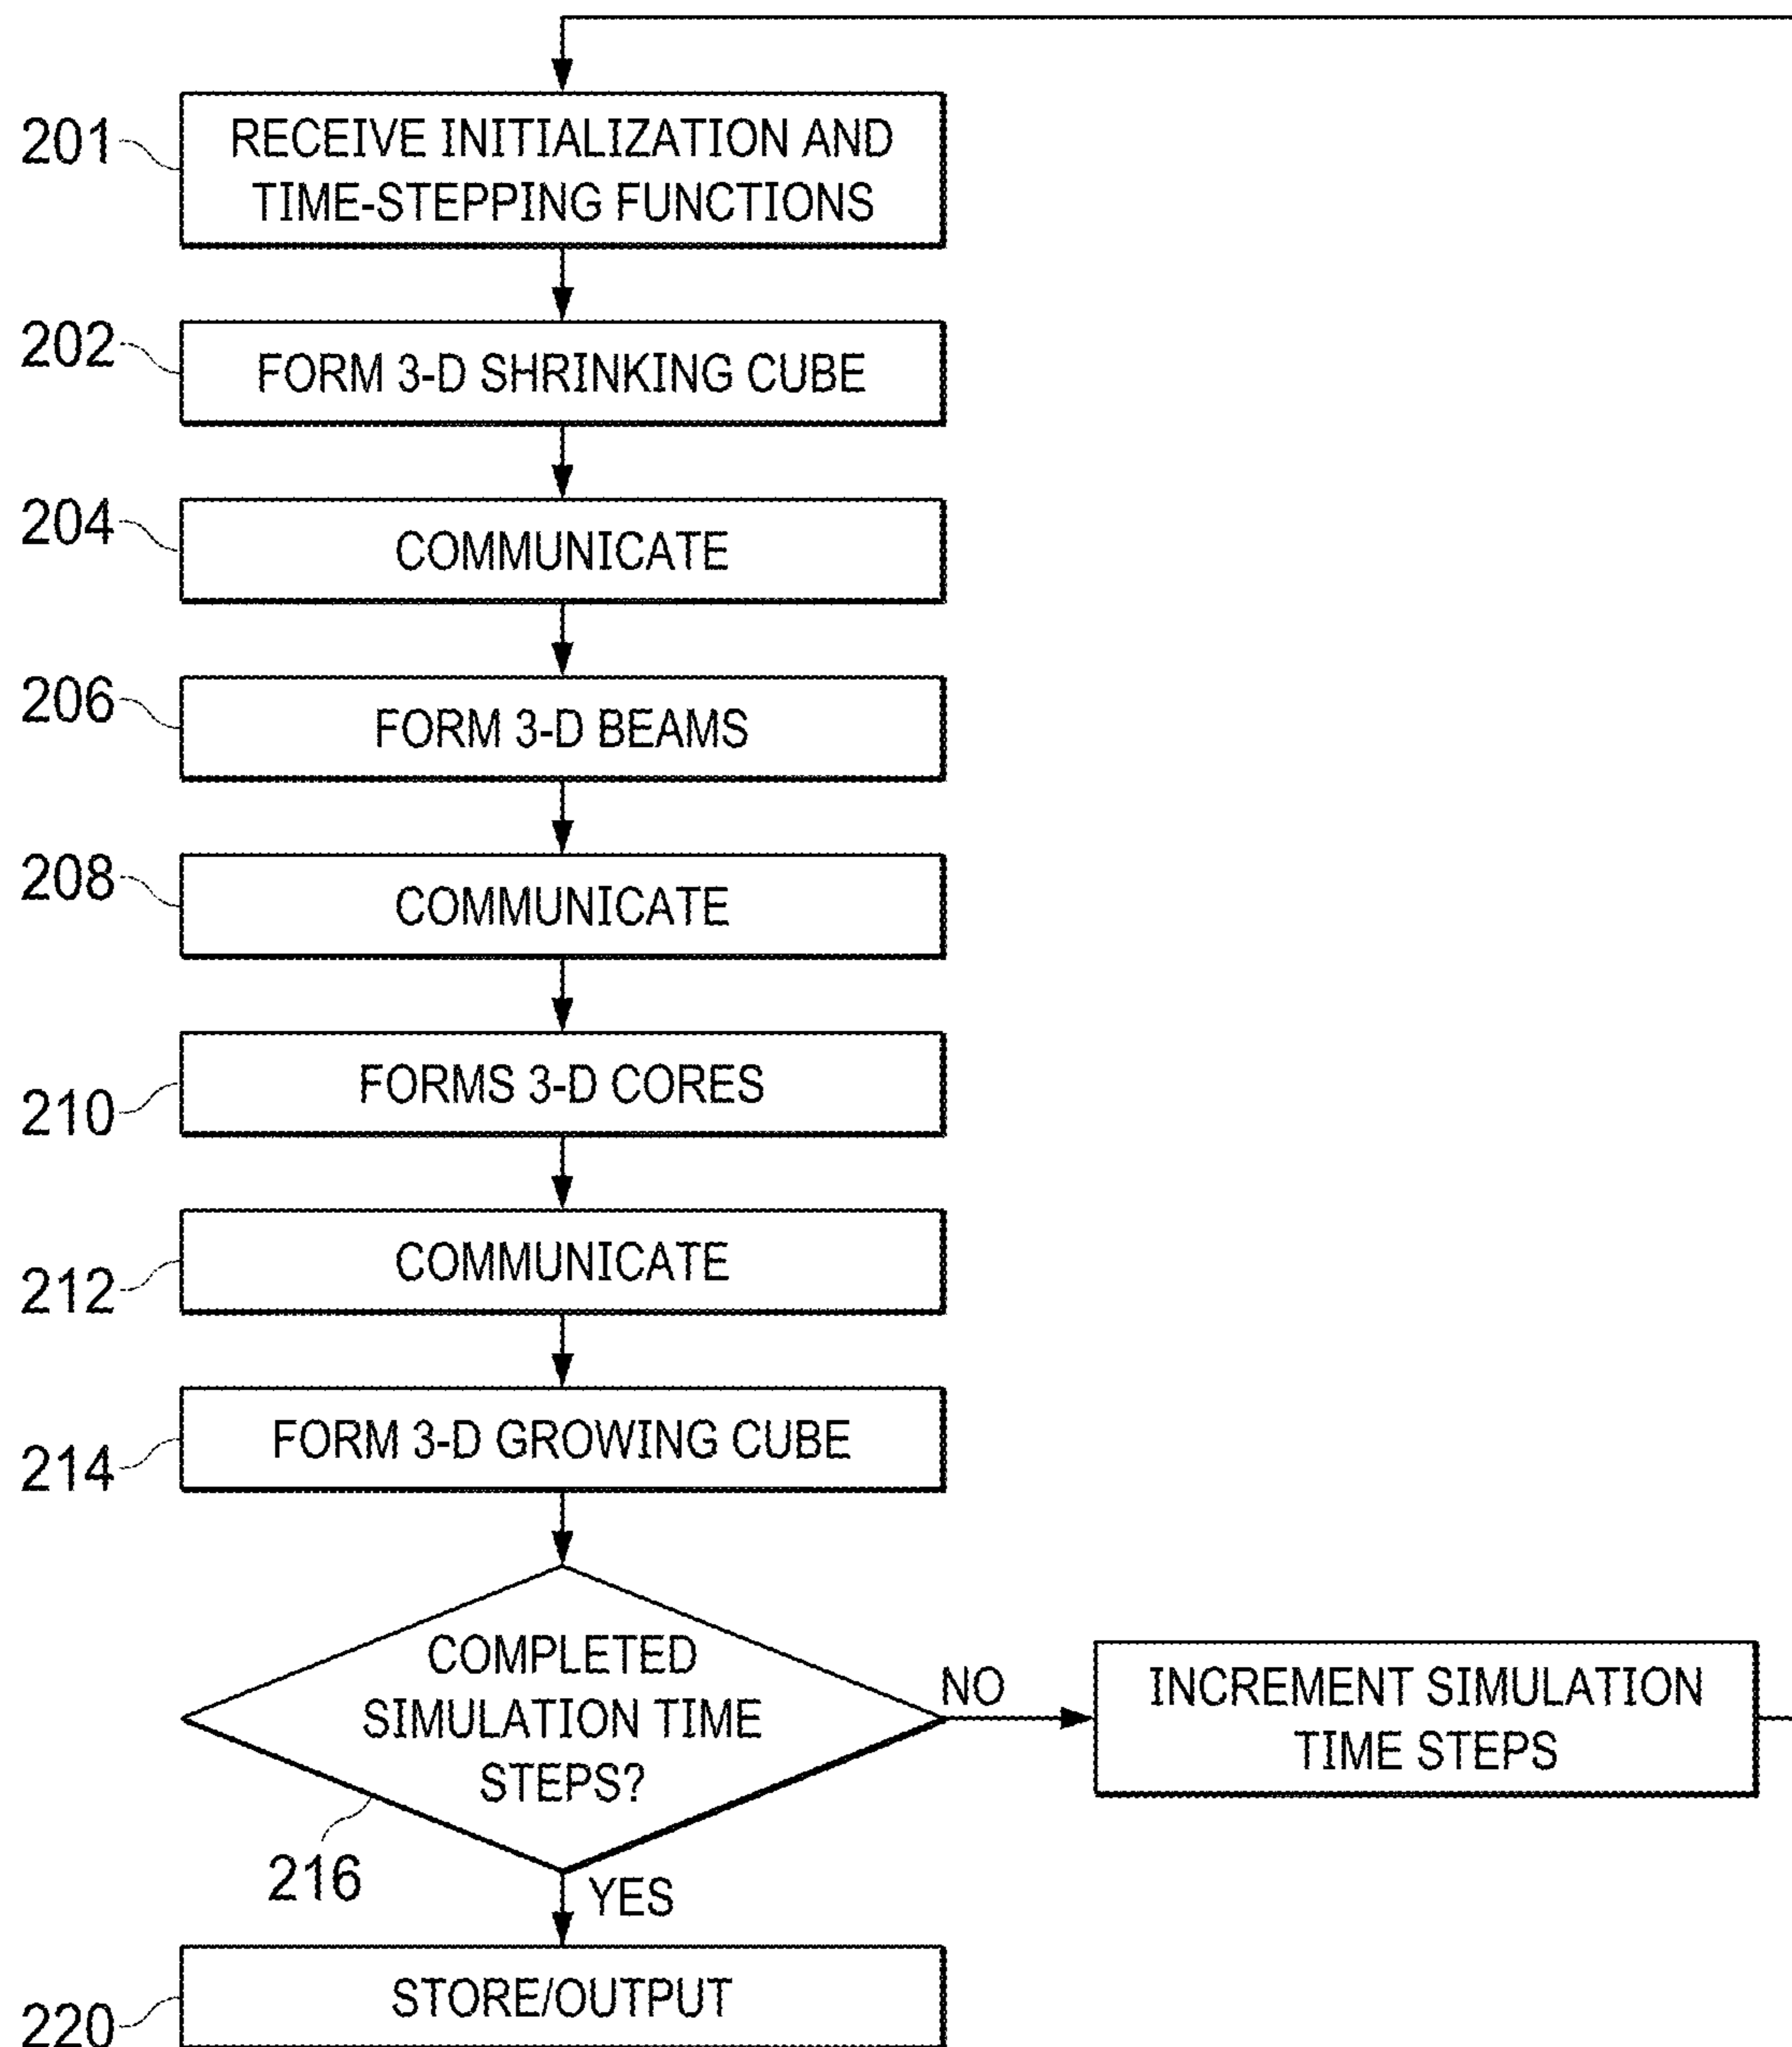 201
RECEIVE INITIALIZATION AND
TIME-STEPPING FUNCTIONS
202
FORM 3-D SHRINKING CUBE
204
COMMUNICATE
206
FORM 3-D BEAMS
208
COMMUNICATE
210
FORMS 3-D CORES
212
COMMUNICATE
214
FORM 3-D GROWING CUBE
COMPLETED
SIMULATION TIME
STEPS?
216
NO
INCREMENT SIMULATION
TIME STEPS
YES
220
STORE/OUTPUT